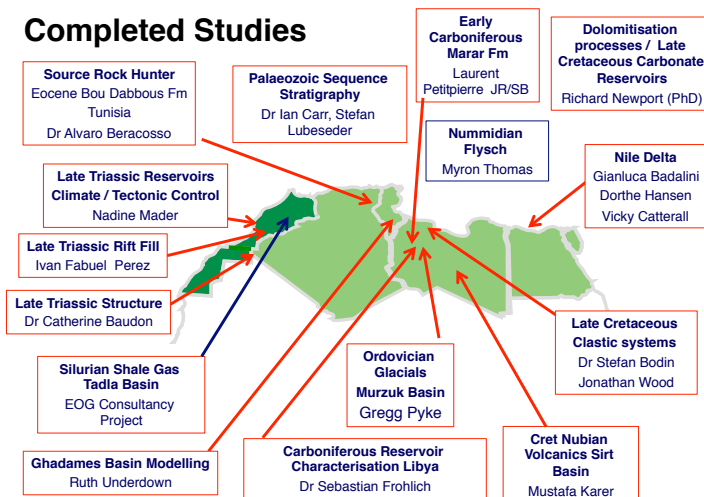 Completed Studies
Source Rock Hunter
Eocene Bou Dabbous Fm
Tunisia
Dr Alvaro Beracosso
Palaeozoic Sequence
Stratigraphy
Dr Ian Carr, Stefan
Lubeseder
Early
Carboniferous
Marar Fm
Laurent
Petitpierre JR/SB
Dolomitisation
processes / Late
Cretaceous Carbonate
Reservoirs
Richard Newport (PhD)
Nummidian
Flysch
Myron Thomas
Nile Delta
Gianluca Badalini
Dorthe Hansen
Vicky Catterall
Late Triassic Reservoirs
Climate / Tectonic Control
Nadine Mader
Late Triassic Rift Fill
Ivan Fabuel Perez
Late Triassic Structure
Dr Catherine Baudon
Silurian Shale Gas
Tadla Basin
EOG Consultancy
Project
Ordovician
Glacials
Murzuk Basin
Gregg Pyke
Late Cretaceous
Clastic systems
Dr Stefan Bodin
Jonathan Wood
Ghadames Basin Modelling
Ruth Underdown
Carboniferous Reservoir
Characterisation Libya
Dr Sebastian Frohlich
Cret Nubian
Volcanics Sirt
Basin
Mustafa Karer